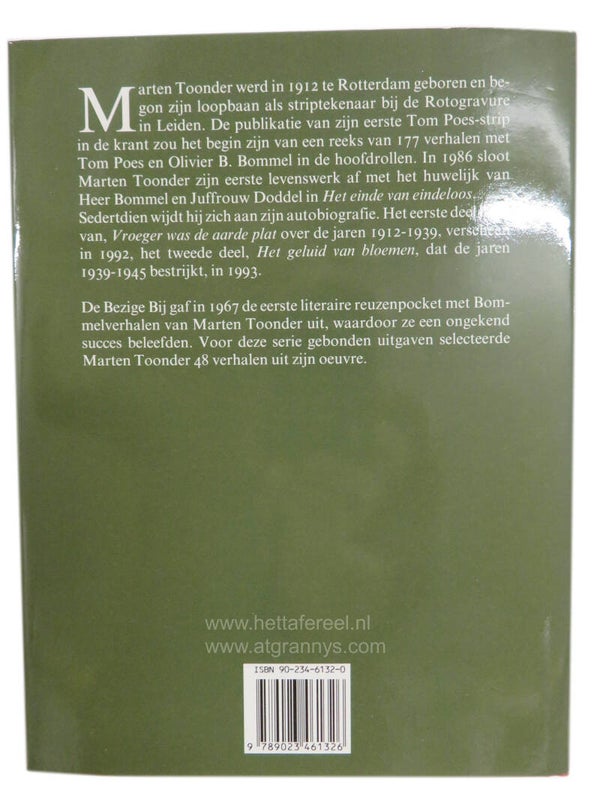 Marten Toonder werd in 1912 te Rotterdam geboren en be-
gon zijn loopbaan als striptekenaar bij de Rotogravure
in Leiden. De publikatie van zijn eerste Tom Poes-strip
in de krant zou het begin zijn van een reeks van 177 verhalen met
Tom Poes en Olivier B. Bommel in de hoofdrollen. In 1986 sloot
Marten Toonder zijn eerste levenswerk af met het huwelijk van
Heer Bommel en Juffrouw Doddel in Het einde van eindeloos.
Sedertdien wijdt hij zich aan zijn autobiografie. Het eerste deel
van, Vroeger was de aarde plat over de jaren 1912-1939, verscheen
in 1992, het tweede deel, Het geluid van bloemen, dat de jaren
1939-1945 bestrijkt, in 1993.
De Bezige Bij gaf in 1967 de eerste literaire reuzenpocket met Bom-
melverhalen van Marten Toonder uit, waardoor ze een ongekend
succes beleefden. Voor deze serie gebonden uitgaven selecteerde
Marten Toonder 48 verhalen uit zijn oeuvre.
www.hettafereel.nl
www.atgrannys.com
ISBN 90-234-6132-0
9 789023 461326